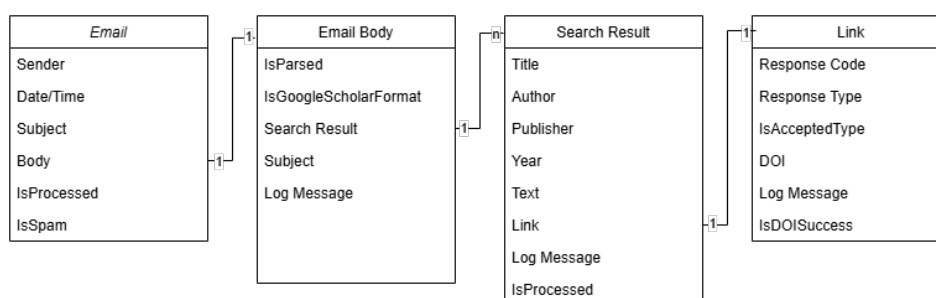 Email
Sender
Date/Time
Subject
Body
IsProcessed
IsSpam
1
1
Email Body
IsParsed
IsGoogleScholarFormat
Search Result
Subject
Log Message
1
n
Search Result
Title
Author
Publisher
Year
Text
Link
Log Message
IsProcessed
1
1
Link
Response Code
Response Type
IsAcceptedType
DOI
Log Message
IsDOISuccess